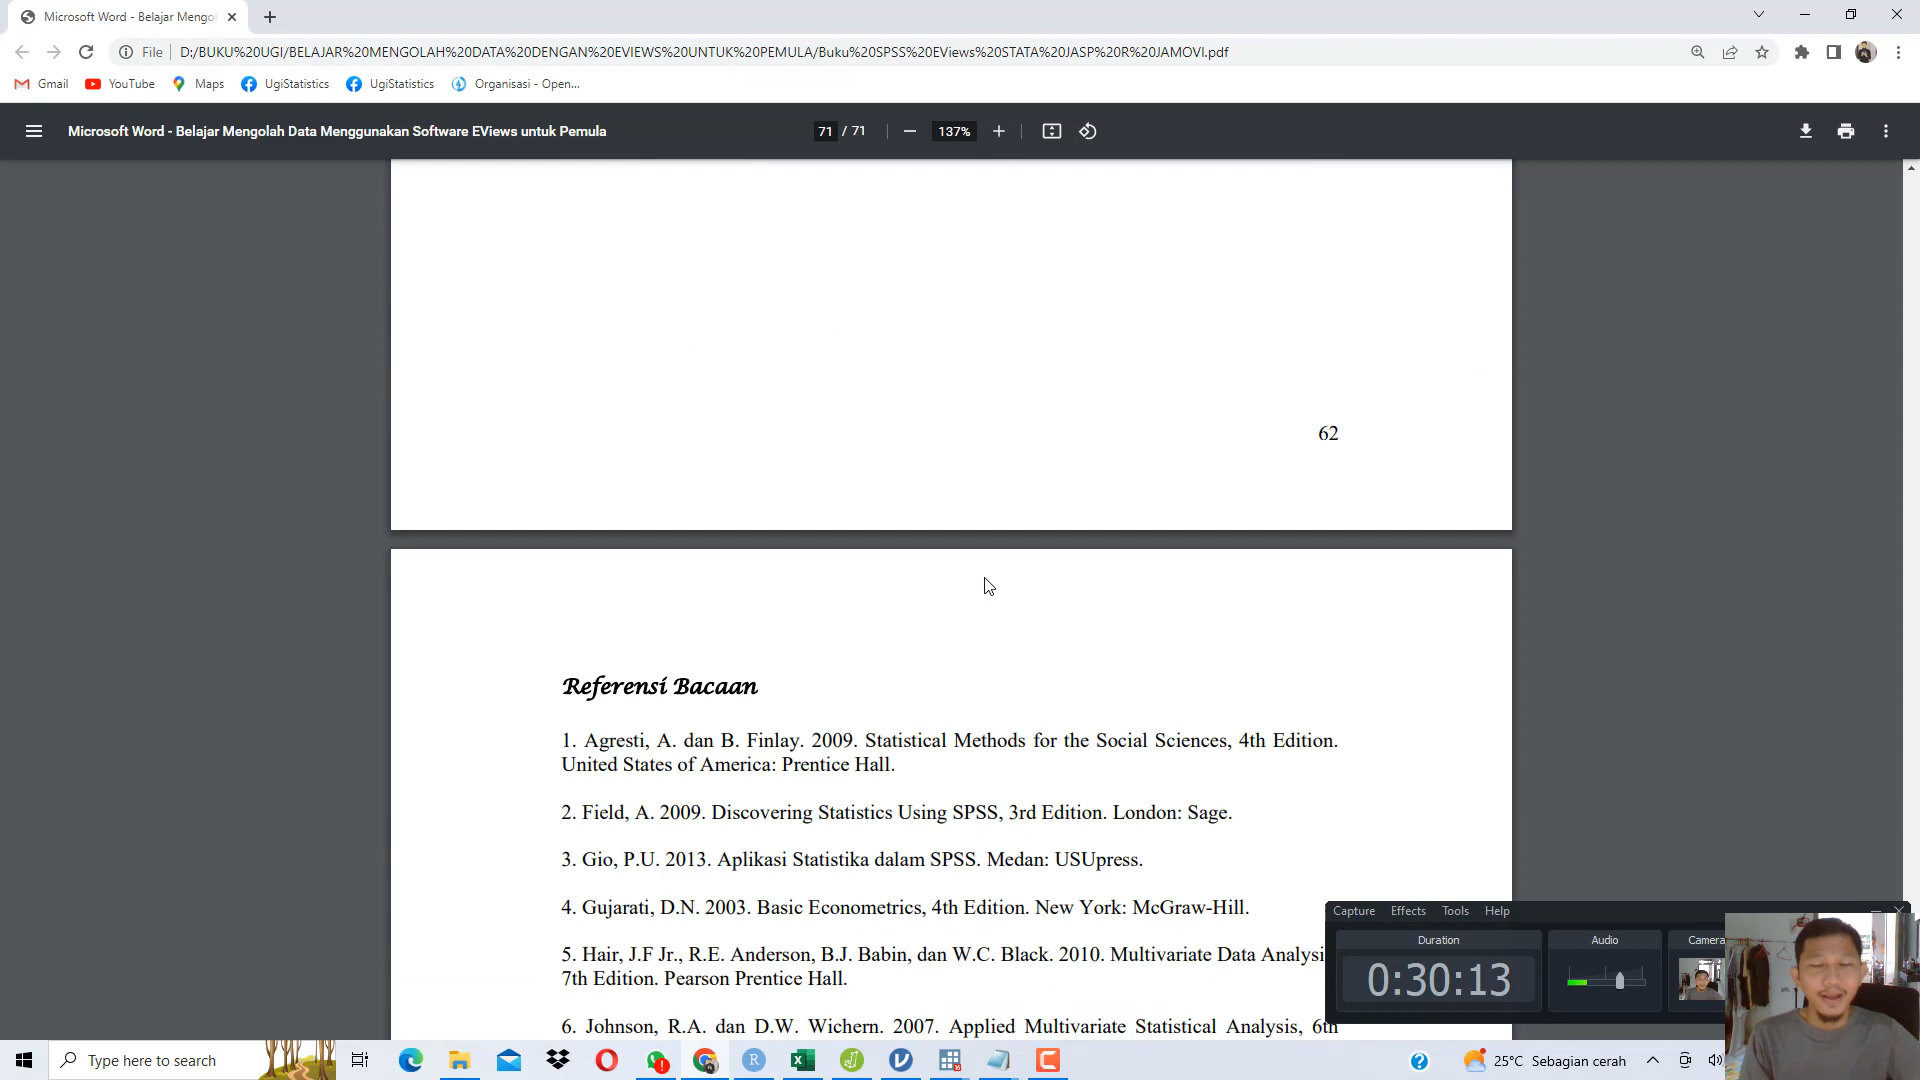 Microsoft Word - Belajar Mengol
File
D:/BUKU%20UGI/BELAJAR%20MENGOLAH%20DATA%20DENGAN%20EVIEWS%20UNTUK%20PEMULA/Buku%20SPSS%20EViews%20STATA%20JASP%20R%20JAMOVI.pdf
Gmail
YouTube
Maps
UgiStatistics
UgiStatistics
Organisasi - Open...
Microsoft Word - Belajar Mengolah Data Menggunakan Software EViews untuk Pemula
71 / 71
137%
62
Referensi Bacaan
1. Agresti, A. dan B. Finlay. 2009. Statistical Methods for the Social Sciences, 4th Edition.
United States of America: Prentice Hall.
2. Field, A. 2009. Discovering Statistics Using SPSS, 3rd Edition. London: Sage.
3. Gio, P.U. 2013. Aplikasi Statistika dalam SPSS. Medan: USUpress.
4. Gujarati, D.N. 2003. Basic Econometrics, 4th Edition. New York: McGraw-Hill.
5. Hair, J.F Jr., R.E. Anderson, B.J. Babin, dan W.C. Black. 2010. Multivariate Data Analysi
7th Edition. Pearson Prentice Hall.
6. Johnson, R.A. dan D.W. Wichern. 2007. Applied Multivariate Statistical Analysis, 6th
Capture Effects Tools Help
Duration
Audio
Camera
0:30:13
Type here to search
25°C Sebagian cerah